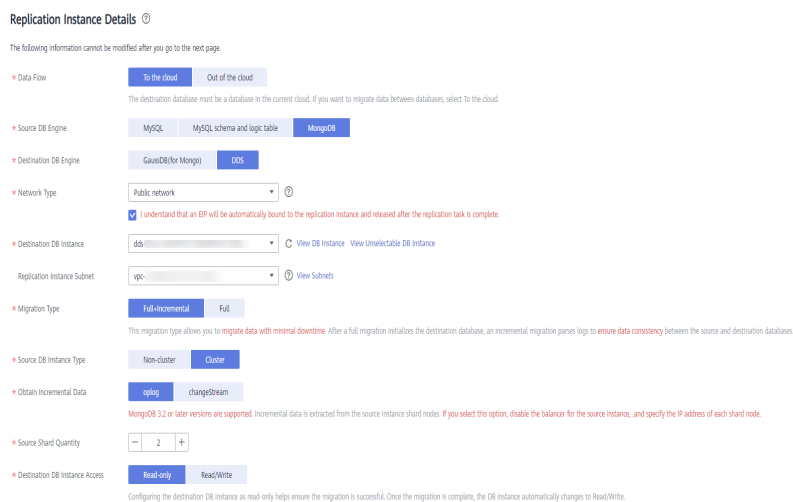 Replication Instance Details ?
The following information cannot be modified after you go to the next page.
* Data Flow To the cloud Out of the cloud
The destination database must be a database in the current cloud. If you want to migrate data between databases, select To the cloud.
* Source DB Engine MySQL MySQL schema and logic table MongoDB
* Destination DB Engine GaussDB(for Mongo) DDS
* Network Type Public network ?
I understand that an EIP will be automatically bound to the replication instance and released after the replication task is complete.
* Destination DB Instance dds- View DB Instance View Unselectable DB Instance
Replication Instance Subnet vpc- ? View Subnets
* Migration Type Full+Incremental Full
This migration type allows you to migrate data with minimal downtime. After a full migration initializes the destination database, an incremental migration parses logs to ensure data consistency between the source and destination databases.
* Source DB Instance Type Non-cluster Cluster
* Obtain Incremental Data oplog changeStream
MongoDB 3.2 or later versions are supported. Incremental data is extracted from the source instance shard nodes. If you select this option, disable the balancer for the source instance, ,and specify the IP address of each shard node.
* Source Shard Quantity − 2 +
* Destination DB Instance Access Read-only Read/Write
Configuring the destination DB instance as read-only helps ensure the migration is successful. Once the migration is complete, the DB instance automatically changes to Read/Write.